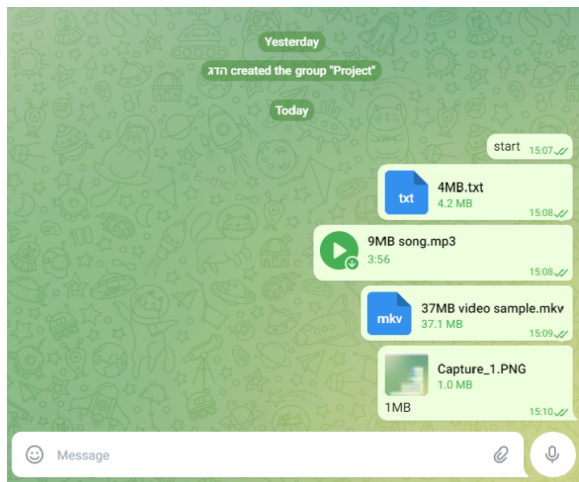 Yesterday
הדג created the group "Project"
Today
start 15:07
txt
4MB.txt
4.2 MB
15:08
9MB song.mp3
3:56
15:08
mkv
37MB video sample.mkv
37.1 MB
15:09
Capture_1.PNG
1.0 MB
1MB
15:10
Message